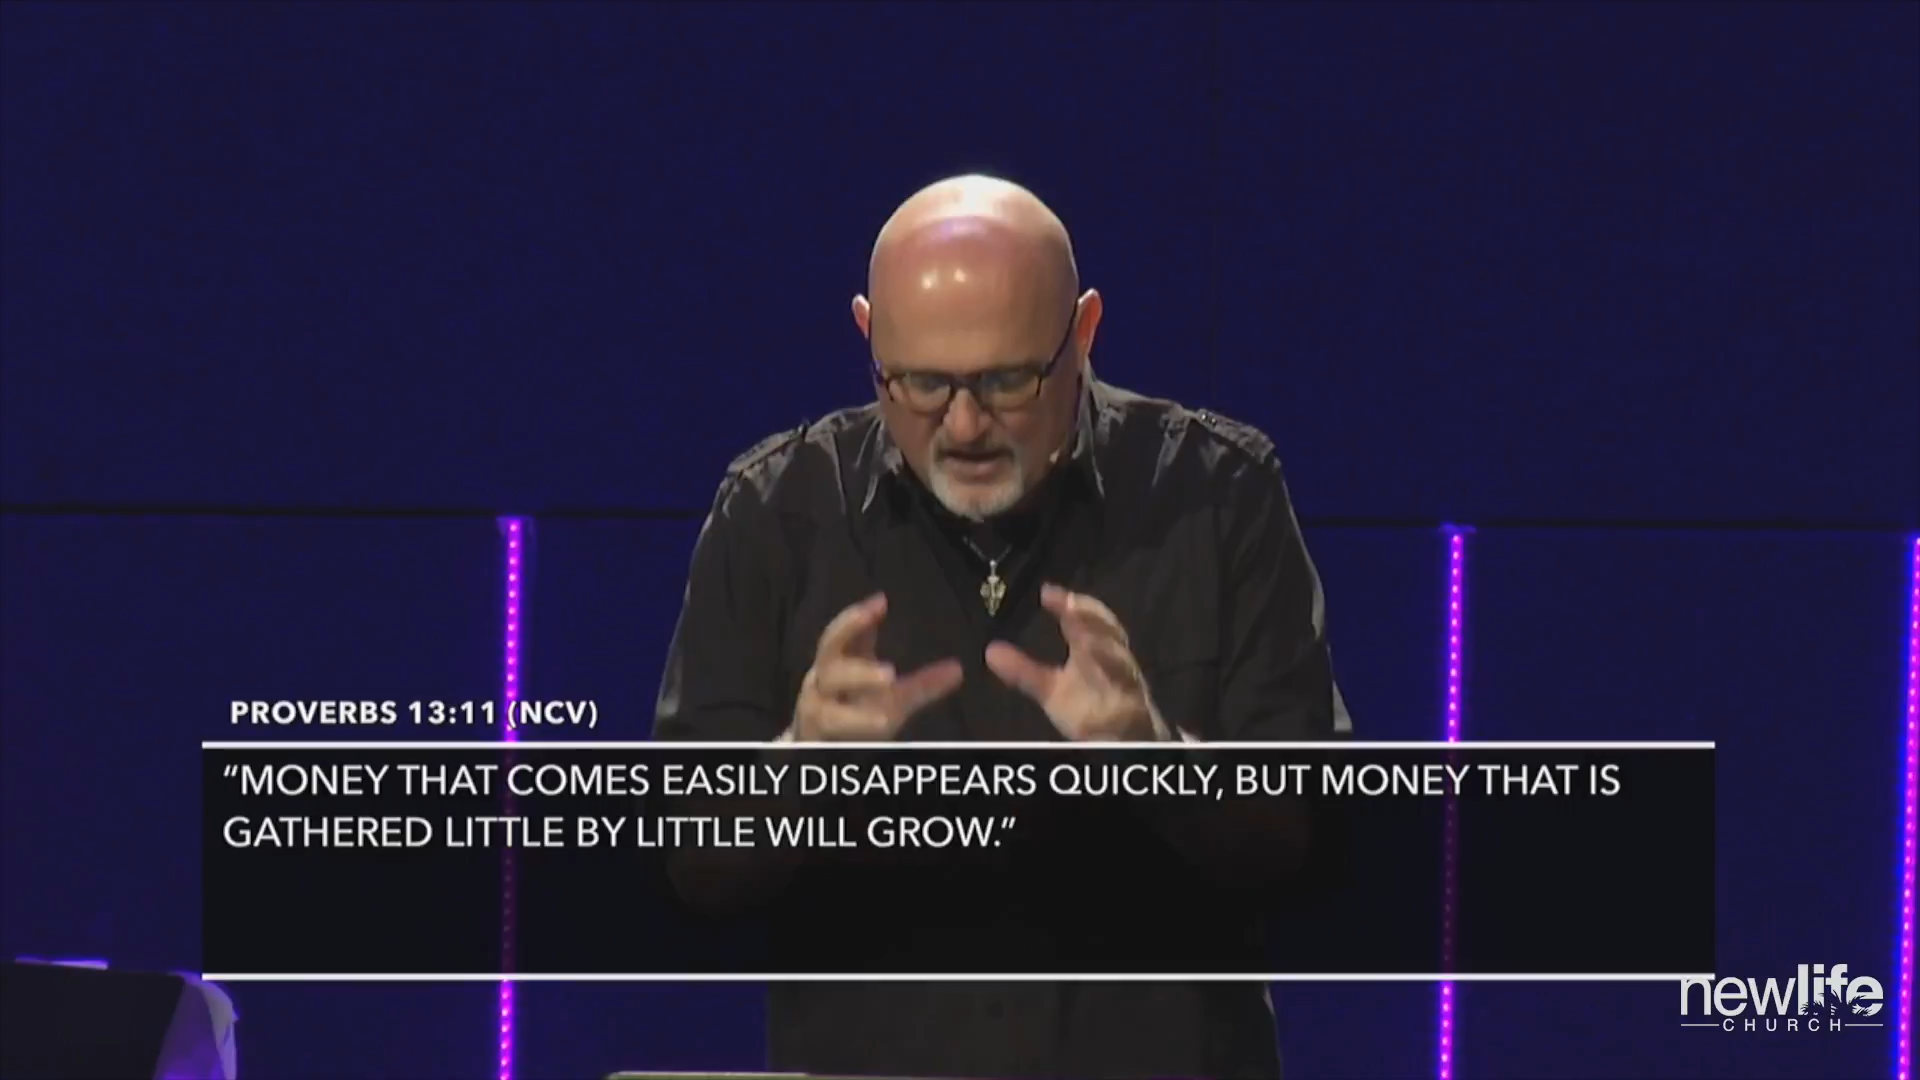 PROVERBS 13:11 (NCV)
“MONEY THAT COMES EASILY DISAPPEARS QUICKLY, BUT MONEY THAT IS
GATHERED LITTLE BY LITTLE WILL GROW.”
newlife
CHURCH